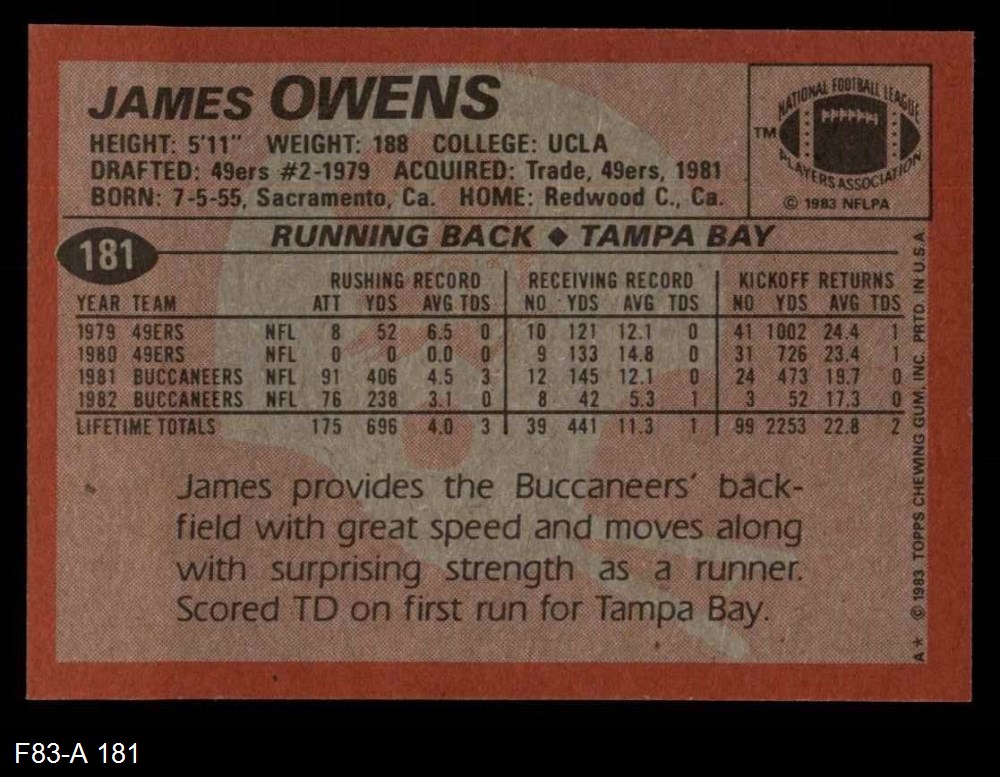 JAMES OWENS
HEIGHT: 5'11" WEIGHT: 188 COLLEGE: UCLA
DRAFTED: 49ers #2-1979 ACQUIRED: Trade, 49ers, 1981
BORN: 7-5-55, Sacramento, Ca. HOME: Redwood C., Ca.
NATIONAL FOOTBALL LEAGUE
TM
PLAYERS ASSOCIATION
© 1983 NFLPA
181
RUNNING BACK ♦ TAMPA BAY
RUSHING RECORD RECEIVING RECORD KICKOFF RETURNS
YEAR TEAM ATT YDS AVG TDS NO YDS AVG TDS NO YDS AVG TDS
1979 49ERS NFL 8 52 6.5 0 10 121 12.1 0 41 1002 24.4 1
1980 49ERS NFL 0 0 0.0 0 9 133 14.8 0 31 726 23.4 1
1981 BUCCANEERS NFL 91 406 4.5 3 12 145 12.1 0 24 473 19.7 0
1982 BUCCANEERS NFL 76 238 3.1 0 8 42 5.3 1 3 52 17.3 0
LIFETIME TOTALS 175 696 4.0 3 39 441 11.3 1 99 2253 22.8 2
James provides the Buccaneers' back-
field with great speed and moves along
with surprising strength as a runner.
Scored TD on first run for Tampa Bay.
A* © 1983 TOPPS CHEWING GUM, INC. PRTD. IN U.S.A
F83-A 181